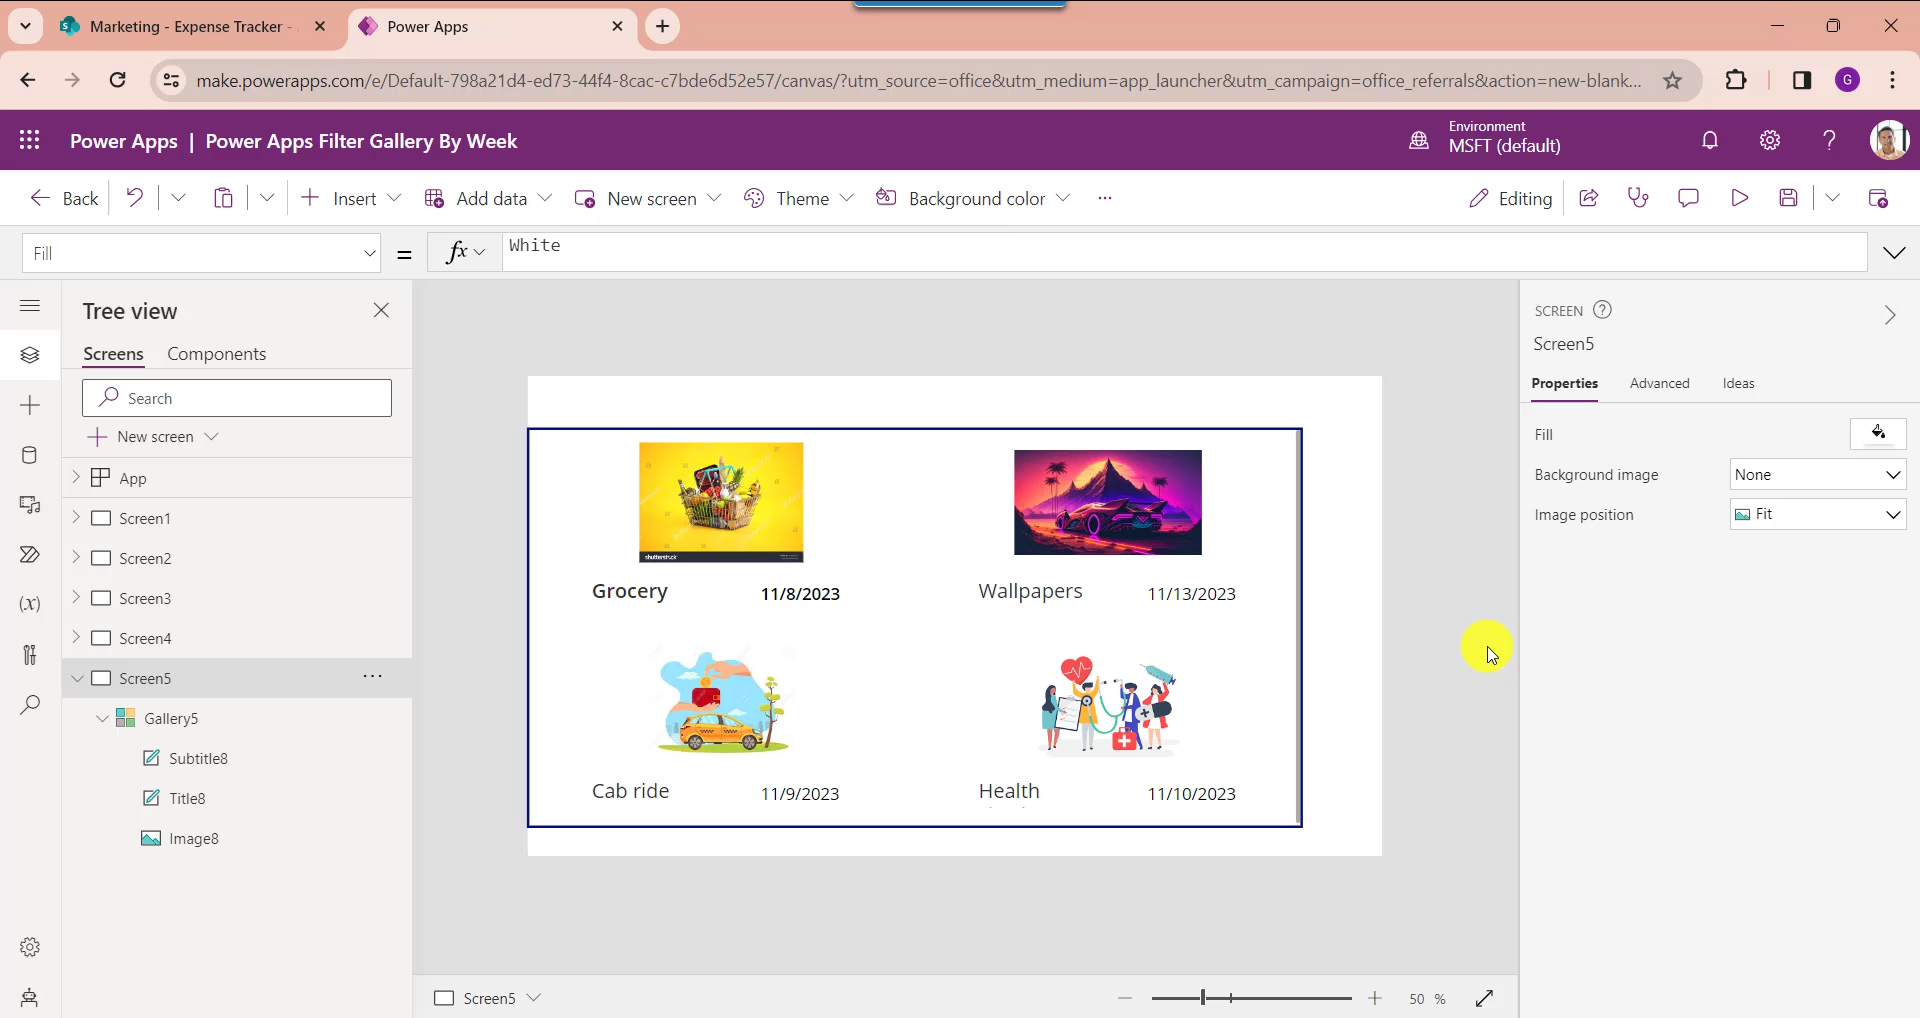 Marketing - Expense Tracker -
Power Apps
make.powerapps.com/e/Default-798a21d4-ed73-44f4-8cac-c7bde6d52e57/canvas/?utm_source=office&utm_medium=app_launcher&utm_campaign=office_referrals&action=new-blank...
G
Power Apps | Power Apps Filter Gallery By Week
Environment
MSFT (default)
Back
Insert
Add data
New screen
Theme
Background color
Editing
Fill
=
fx
White
Tree view
Screens
Components
Search
New screen
App
Screen1
Screen2
Screen3
Screen4
Screen5
Gallery5
Subtitle8
Title8
Image8
shutterstock
Grocery
11/8/2023
Wallpapers
11/13/2023
Cab ride
11/9/2023
Health
11/10/2023
SCREEN
Screen5
Properties
Advanced
Ideas
Fill
Background image
None
Image position
Fit
Screen5
50 %